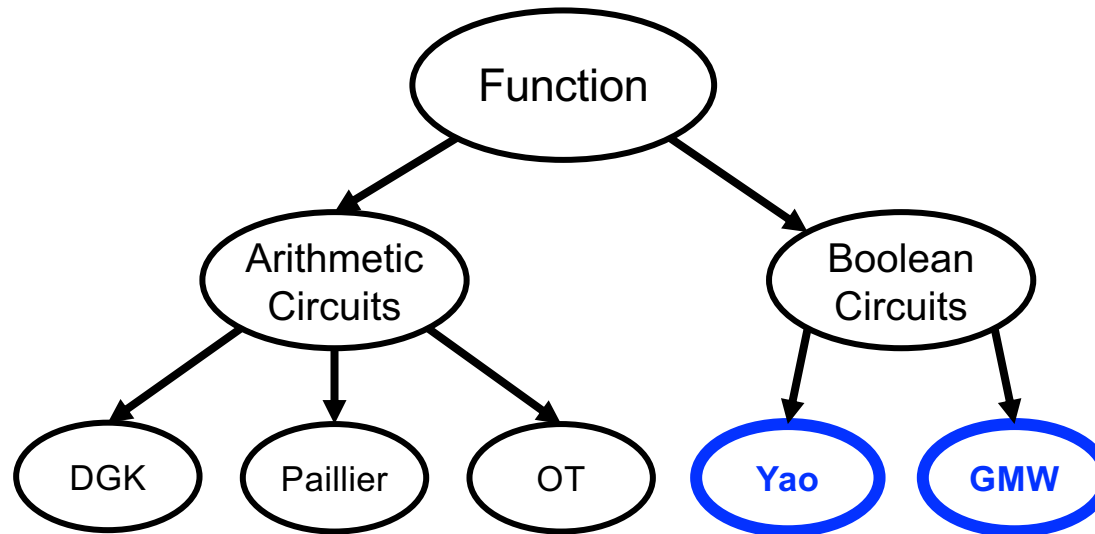 Function
Arithmetic
Circuits
Boolean
Circuits
DGK
Paillier
OT
Yao
GMW